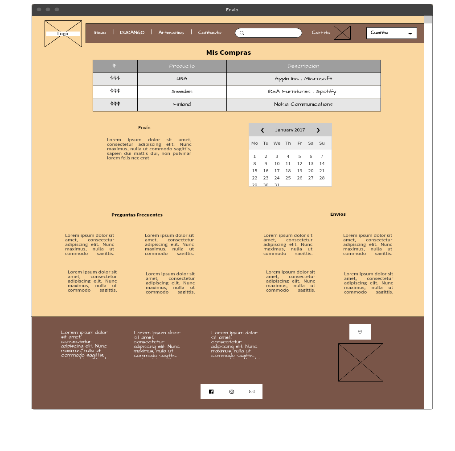 Envío
Logo
Inicio
DURAMBO
Artesanías
Contacto
Carrito
Cuenta
Mis Compras
# Producto Descripcion
$$$ USA Apple Inc. - Microsoft
$$$ Sweden IKEA Furnitures - Spotify
$$$ Finland Nokia Communications
Envío
Lorem ipsum dolor sit amet,
consectetur adipiscing elit. Nunc
maximus, nulla ut commodo sagittis,
sapien dui mattis dui, non pulvinar
lorem felis nec erat
January 2017
Mo Tu We Th Fr Sa Su
1 2 3 4 5 6 7
8 9 10 11 12 13 14
15 16 17 18 19 20 21
22 23 24 25 26 27 28
29 30 31
Preguntas Frecuentes
Envios
Lorem ipsum dolor sit
amet, consectetur
adipiscing elit. Nunc
maximus, nulla ut
commodo sagittis.
Lorem ipsum dolor sit
amet, consectetur
adipiscing elit. Nunc
maximus, nulla ut
commodo sagittis.
Lorem ipsum dolor sit
amet, consectetur
adipiscing elit. Nunc
maximus, nulla ut
commodo sagittis.
Lorem ipsum dolor sit
amet, consectetur
adipiscing elit. Nunc
maximus, nulla ut
commodo sagittis.
Lorem ipsum dolor sit
amet, consectetur
adipiscing elit. Nunc
maximus, nulla ut
commodo sagittis.
Lorem ipsum dolor sit
amet, consectetur
adipiscing elit. Nunc
maximus, nulla ut
commodo sagittis.
Lorem ipsum dolor sit
amet, consectetur
adipiscing elit. Nunc
maximus, nulla ut
commodo sagittis.
Lorem ipsum dolor sit
amet, consectetur
adipiscing elit. Nunc
maximus, nulla ut
commodo sagittis.
Lorem ipsum dolor
sit amet,
consectetur
adipiscing elit. Nunc
maximus, nulla ut
commodo sagittis,
Lorem ipsum dolor
sit amet, consectetur
adipiscing elit. Nunc
maximus, nulla ut
commodo sagittis.
Lorem ipsum dolor
sit amet, consectetur
adipiscing elit. Nunc
maximus, nulla ut
commodo sagittis,